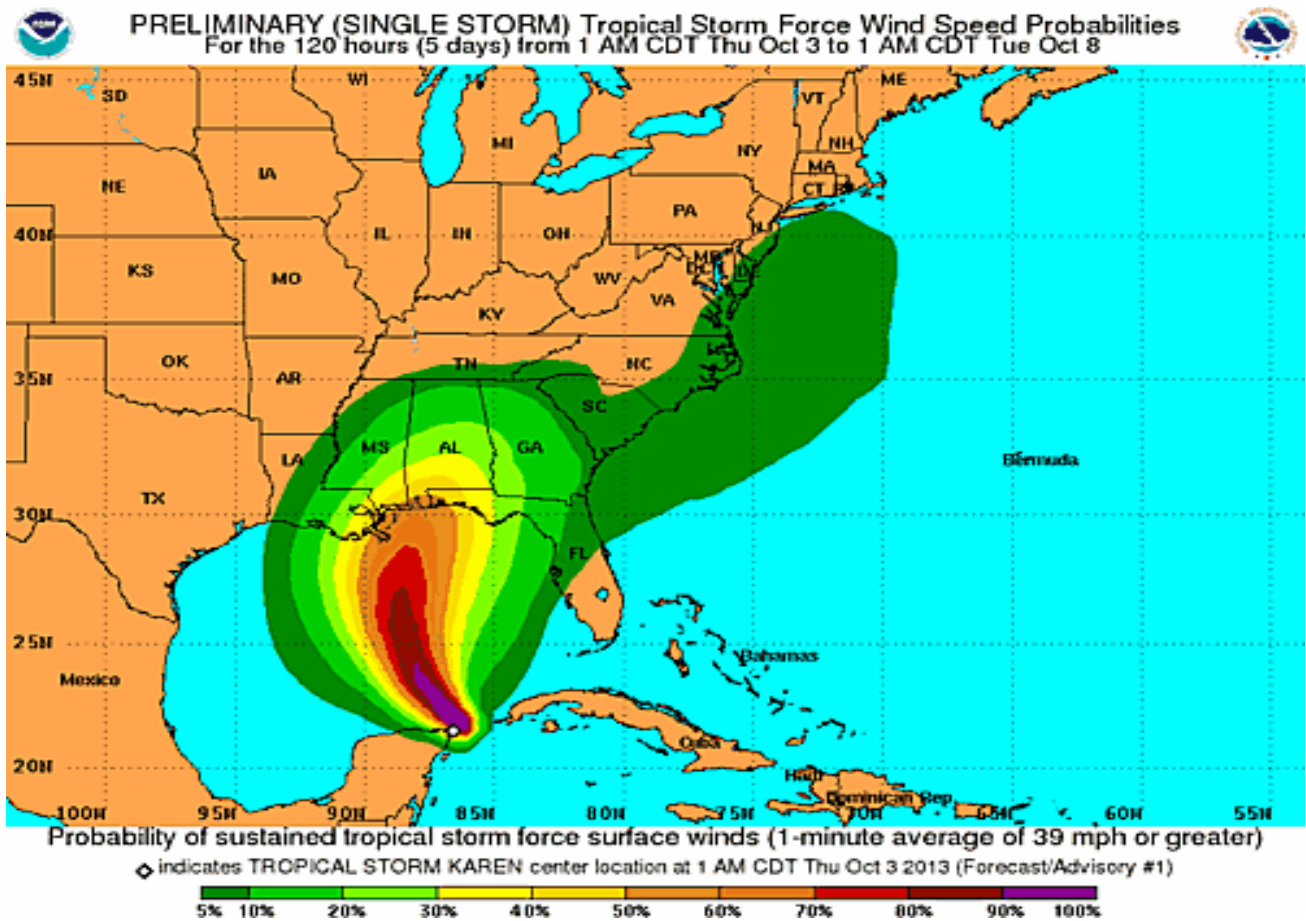 PRELIMINARY (SINGLE STORM) Tropical Storm Force Wind Speed Probabilities
For the 120 hours (5 days) from 1 AM CDT Thu Oct 3 to 1 AM CDT Tue Oct 8
45N
SD
WI
ME
VT
MI
NH
NY
MA
IA
NE
CT
PA
IL
IN
OH
NJ
40N
MD
DC
KS
MO
WV
VA
KY
OK
TN
NC
35N
AR
SC
MS
AL
GA
LA
Bermuda
TX
30N
FL
25N
Bahamas
Mexico
Cuba
20N
Haiti
Dominican Rep
100W 95W 90W 85W 80W 75W 70W 65W 60W 55W
Probability of sustained tropical storm force surface winds (1-minute average of 39 mph or greater)
indicates TROPICAL STORM KAREN center location at 1 AM CDT Thu Oct 3 2013 (Forecast/Advisory #1)
5% 10% 20% 30% 40% 50% 60% 70% 80% 90% 100%